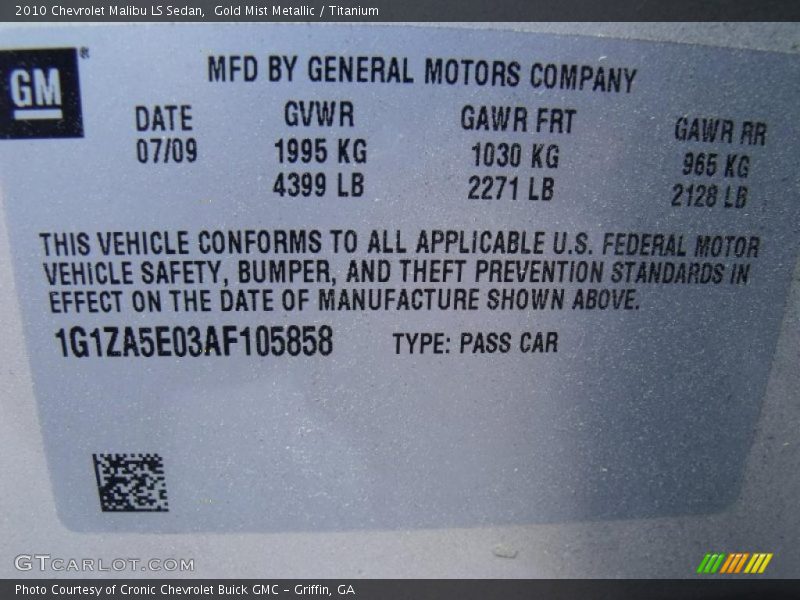 2010 Chevrolet Malibu LS Sedan,  Gold Mist Metallic / Titanium
GM®
MFD BY GENERAL MOTORS COMPANY
DATE GVWR GAWR FRT GAWR RR
07/09 1995 KG 1030 KG 965 KG
4399 LB 2271 LB 2128 LB
THIS VEHICLE CONFORMS TO ALL APPLICABLE U.S. FEDERAL MOTOR
VEHICLE SAFETY, BUMPER, AND THEFT PREVENTION STANDARDS IN
EFFECT ON THE DATE OF MANUFACTURE SHOWN ABOVE.
1G1ZA5E03AF105858 TYPE: PASS CAR
GTCARLOT.COM
Photo Courtesy of Cronic Chevrolet Buick GMC – Griffin, GA